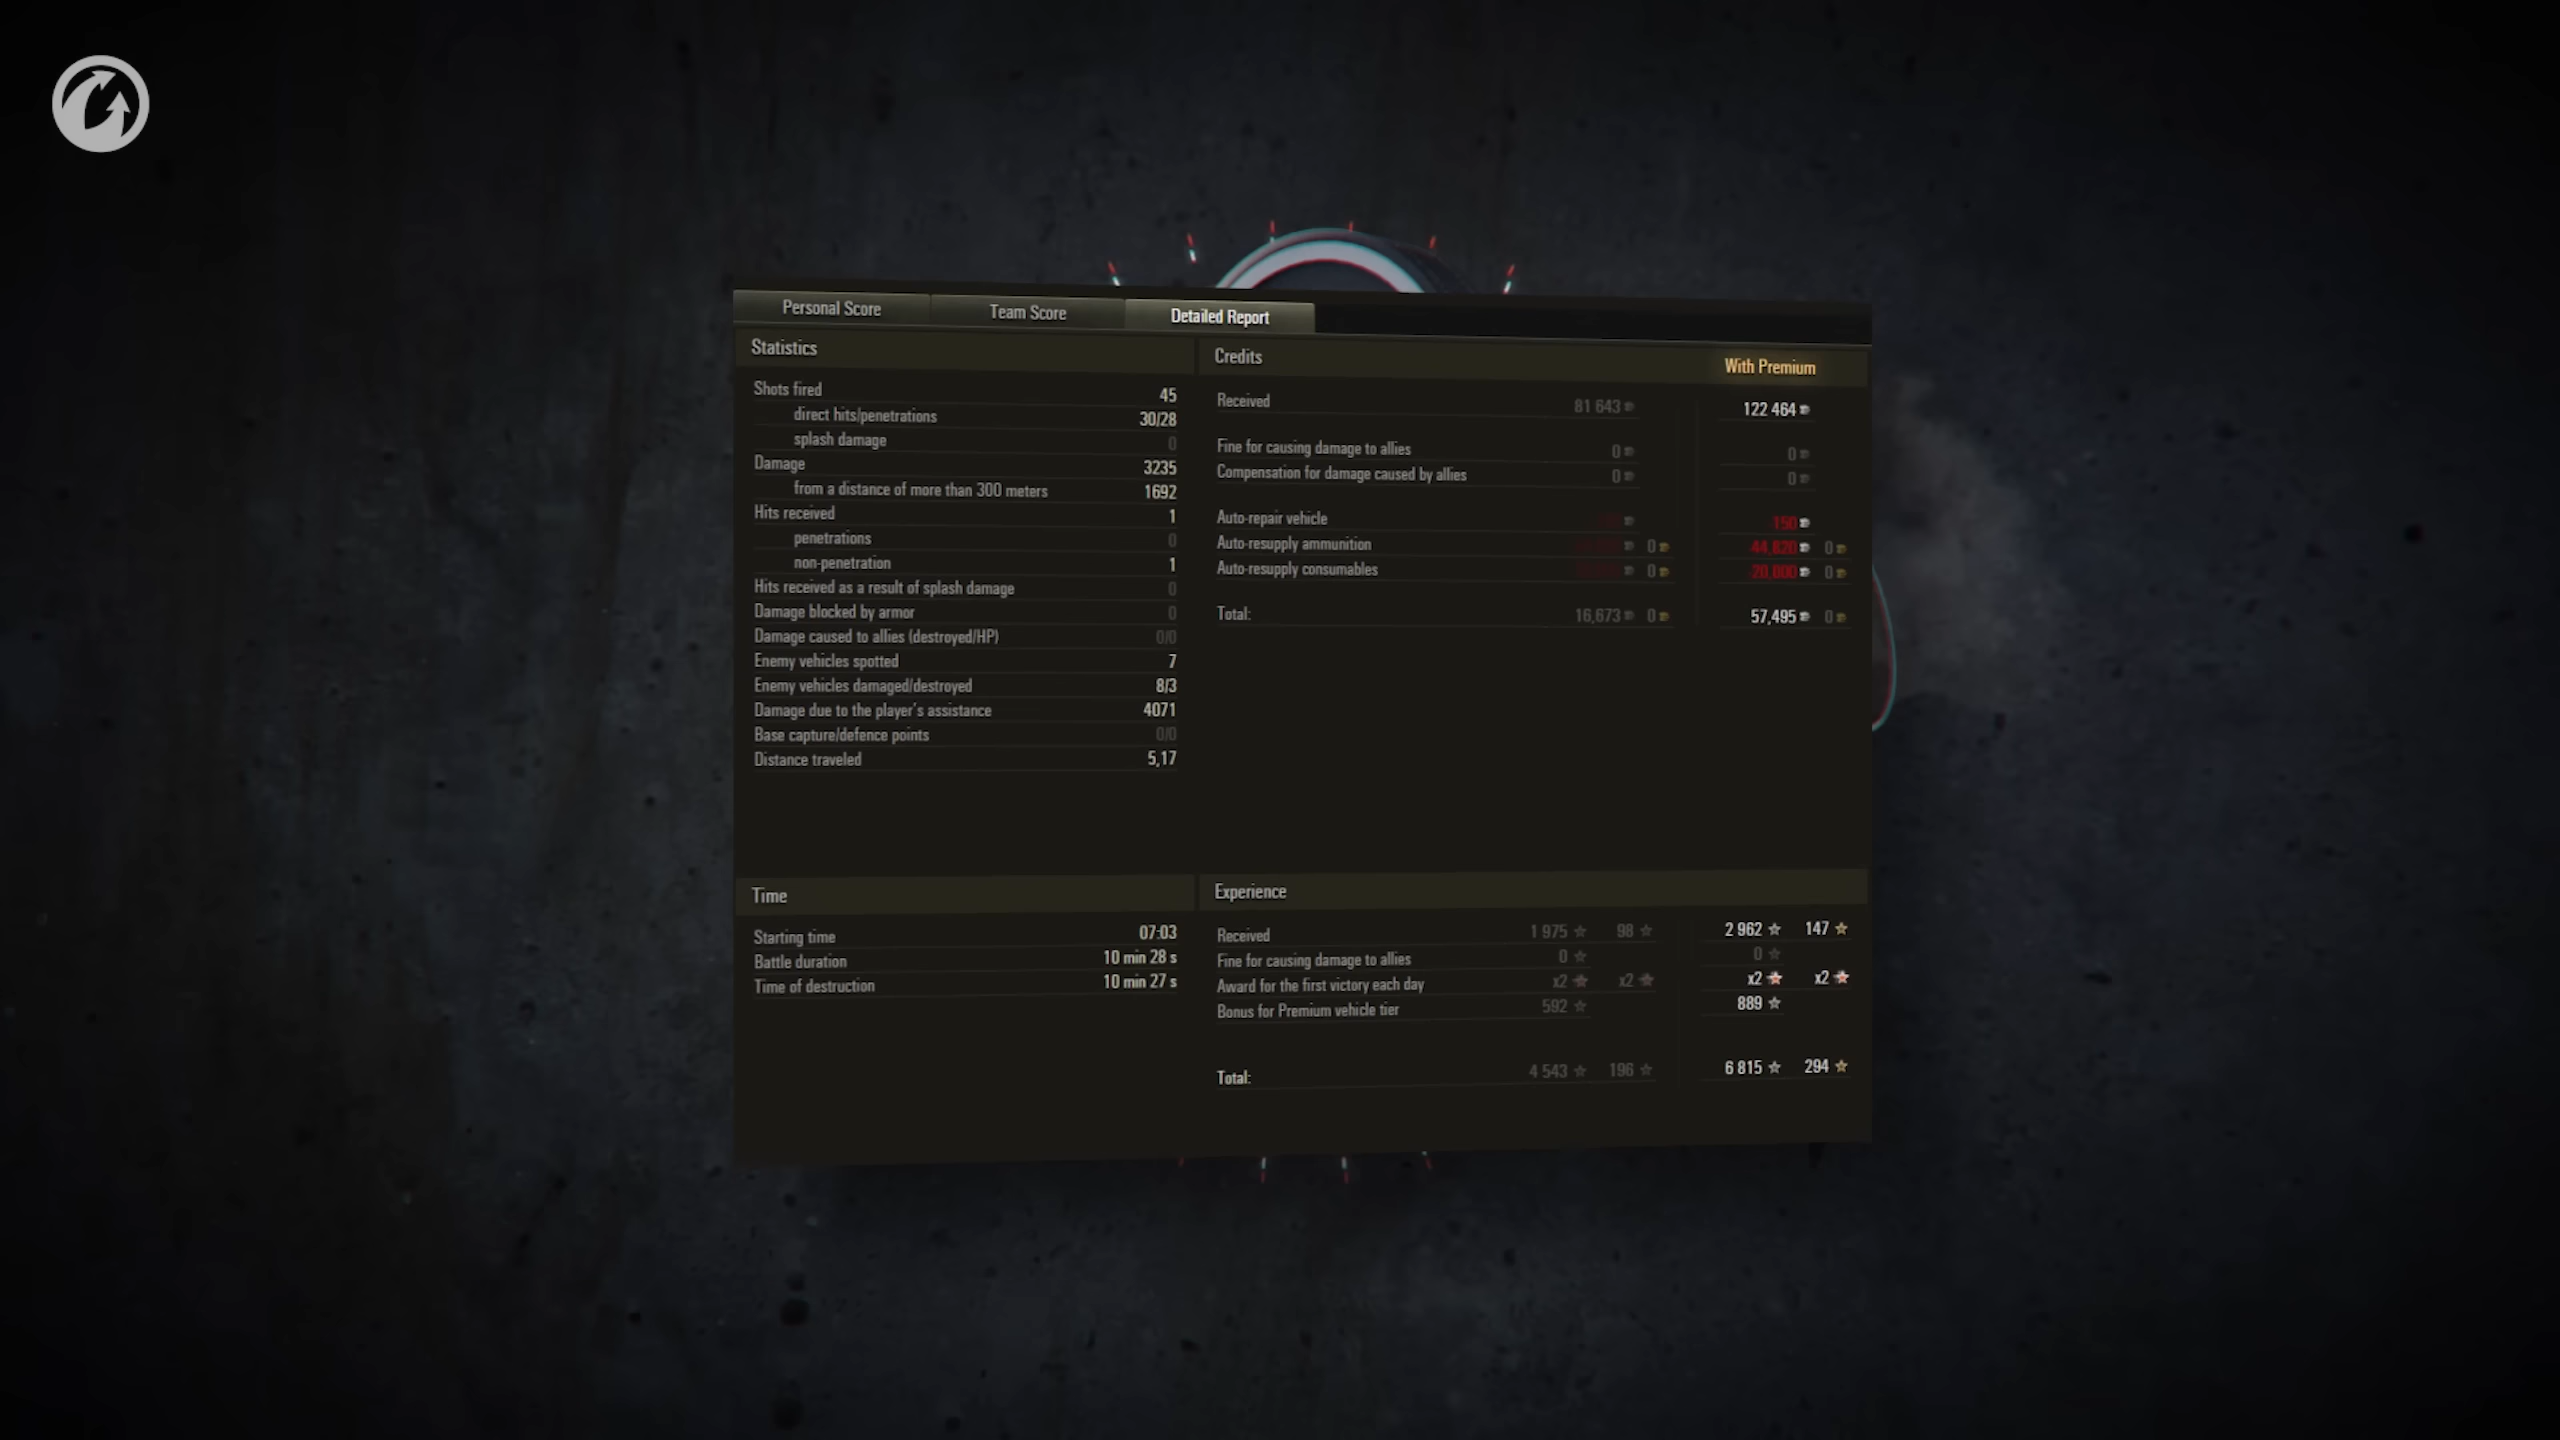 Personal Score Team Score Detailed Report
Statistics
Shots fired 45
direct hits/penetrations 30/28
splash damage 0
Damage 3235
from a distance of more than 300 meters 1692
Hits received 1
penetrations 0
non-penetration 1
Hits received as a result of splash damage 0
Damage blocked by armor 0
Damage caused to allies (destroyed/HP) 0/0
Enemy vehicles spotted 7
Enemy vehicles damaged/destroyed 8/3
Damage due to the player's assistance 4071
Base capture/defence points 0/0
Distance traveled 5,17
Credits With Premium
Received 81 643 122 464
Fine for causing damage to allies 0 0
Compensation for damage caused by allies 0 0
Auto-repair vehicle 150
Auto-resupply ammunition 0 44,820 0
Auto-resupply consumables 0 20,000 0
Total: 16,673 0 57,495 0
Time
Starting time 07:03
Battle duration 10 min 28 s
Time of destruction 10 min 27 s
Experience
Received 1 975 98 2 962 147
Fine for causing damage to allies 0 0
Award for the first victory each day x2 x2 x2 x2
Bonus for Premium vehicle tier 592 889
Total: 4 543 196 6 815 294